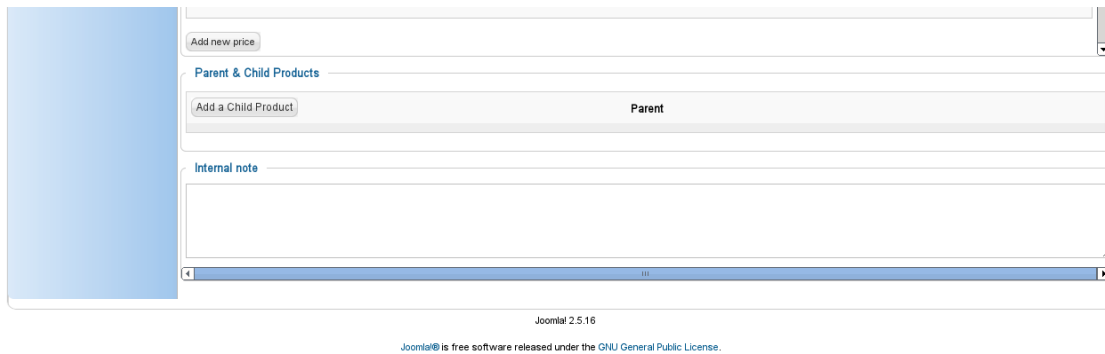 Add new price
Parent & Child Products
Add a Child Product Parent
Internal note
Joomla! 2.5.16
Joomla!® is free software released under the GNU General Public License.